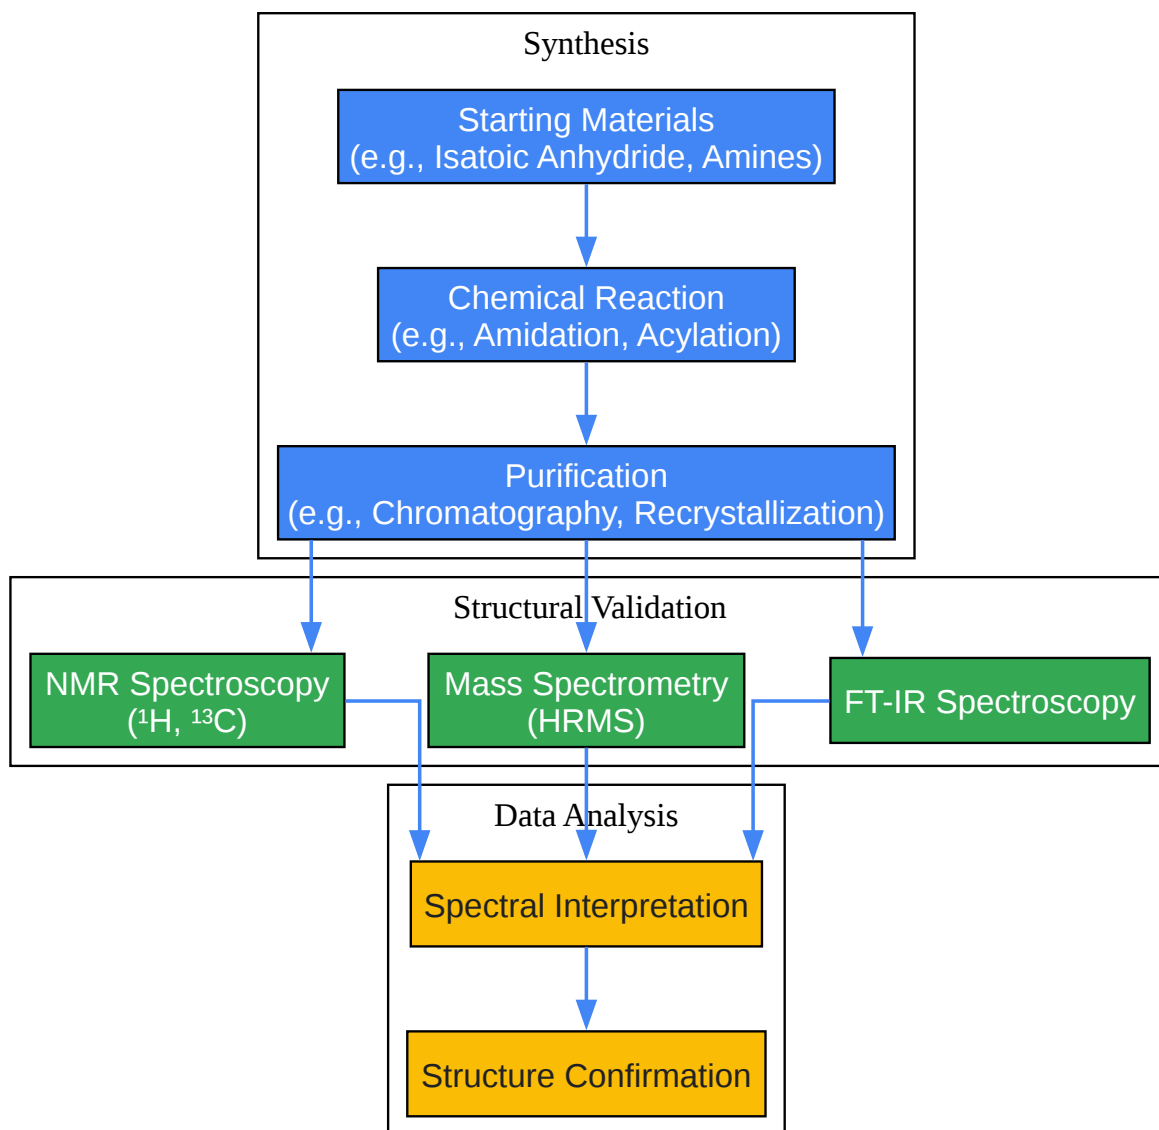 Synthesis
Starting Materials
(e.g., Isatoic Anhydride, Amines)
Chemical Reaction
(e.g., Amidation, Acylation)
Purification
(e.g., Chromatography, Recrystallization)
Structural Validation
NMR Spectroscopy
(¹H, ¹³C)
Mass Spectrometry
(HRMS)
FT-IR Spectroscopy
Data Analysis
Spectral Interpretation
Structure Confirmation